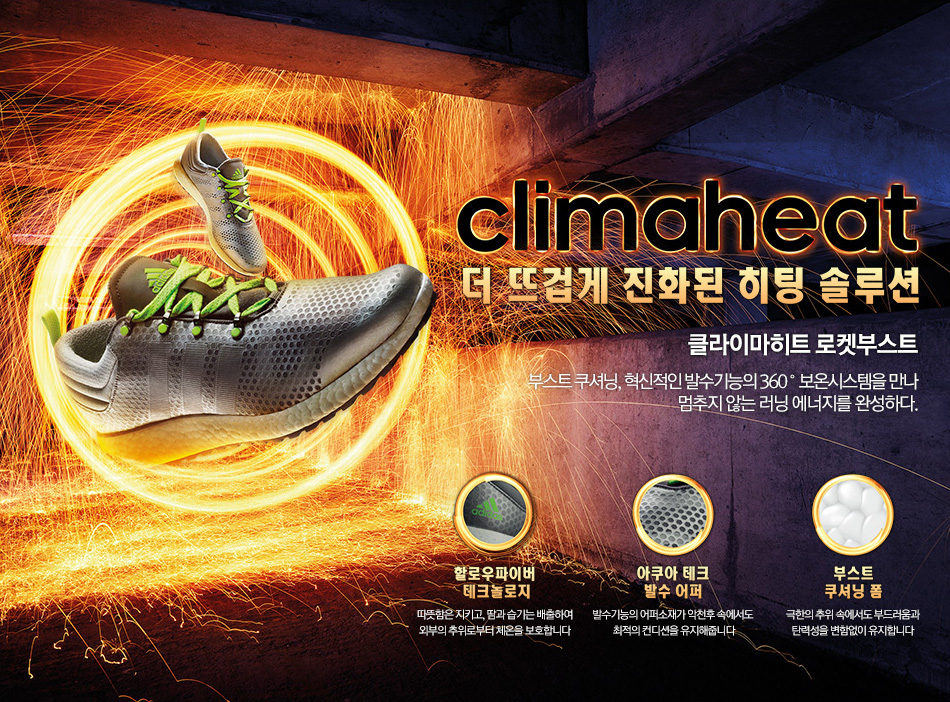 climaheat
더 뜨겁게 진화된 히팅 솔루션
클라이마히트 로켓부스트
부스트 쿠셔닝, 혁신적인 발수기능의 360° 보온시스템을 만나
멈추지 않는 러닝 에너지를 완성하다.
adidas
할로우파이버
테크놀로지
따뜻함은 지키고, 땀과 습기는 배출하여
외부의 추위로부터 체온을 보호합니다
아쿠아 테크
발수 어퍼
발수기능의 어퍼소재가 악천후 속에서도
최적의 컨디션을 유지해줍니다
부스트
쿠셔닝 폼
극한의 추위 속에서도 부드러움과
탄력성을 변함없이 유지합니다